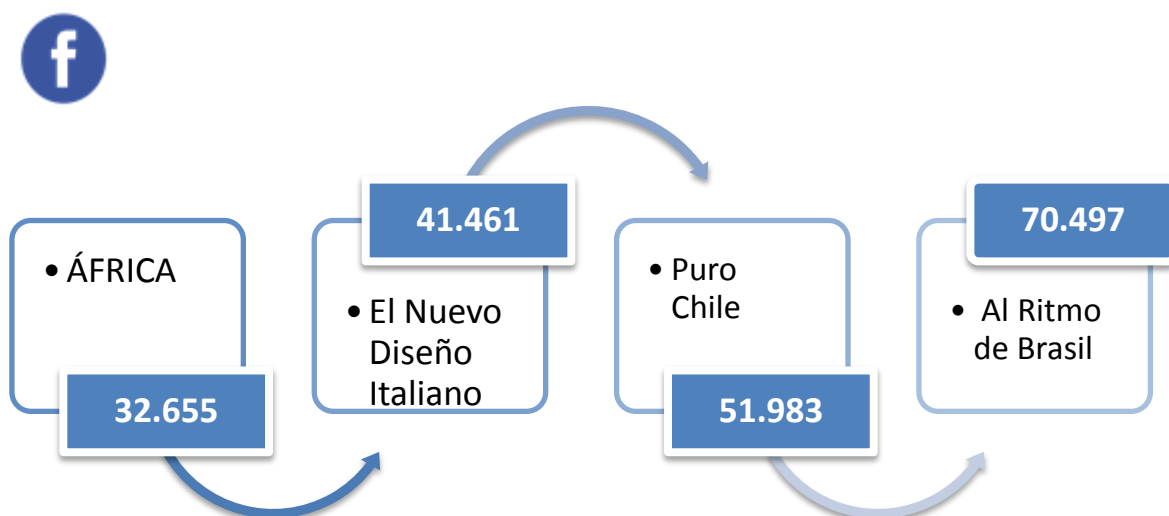 f
• ÁFRICA
32.655
41.461
• El Nuevo
Diseño
Italiano
• Puro
Chile
51.983
70.497
• Al Ritmo
de Brasil